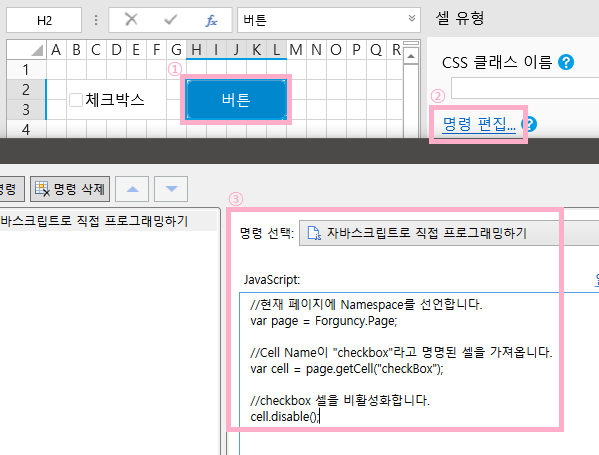 H2
버튼
셀 유형
A B C D E F G H I J K L M N O P Q R
CSS 클래스 이름 ?
①
1
2
3
4
체크박스
버튼
②
명령 편집... ?
명령 삭제
③
자바스크립트로 직접 프로그래밍하기
명령 선택: 자바스크립트로 직접 프로그래밍하기
JavaScript:
//현재 페이지에 Namespace를 선언합니다.
var page = Forguncy.Page;
//Cell Name이 "checkbox"라고 명명된 셀을 가져옵니다.
var cell = page.getCell("checkBox");
//checkbox 셀을 비활성화합니다.
cell.disable();